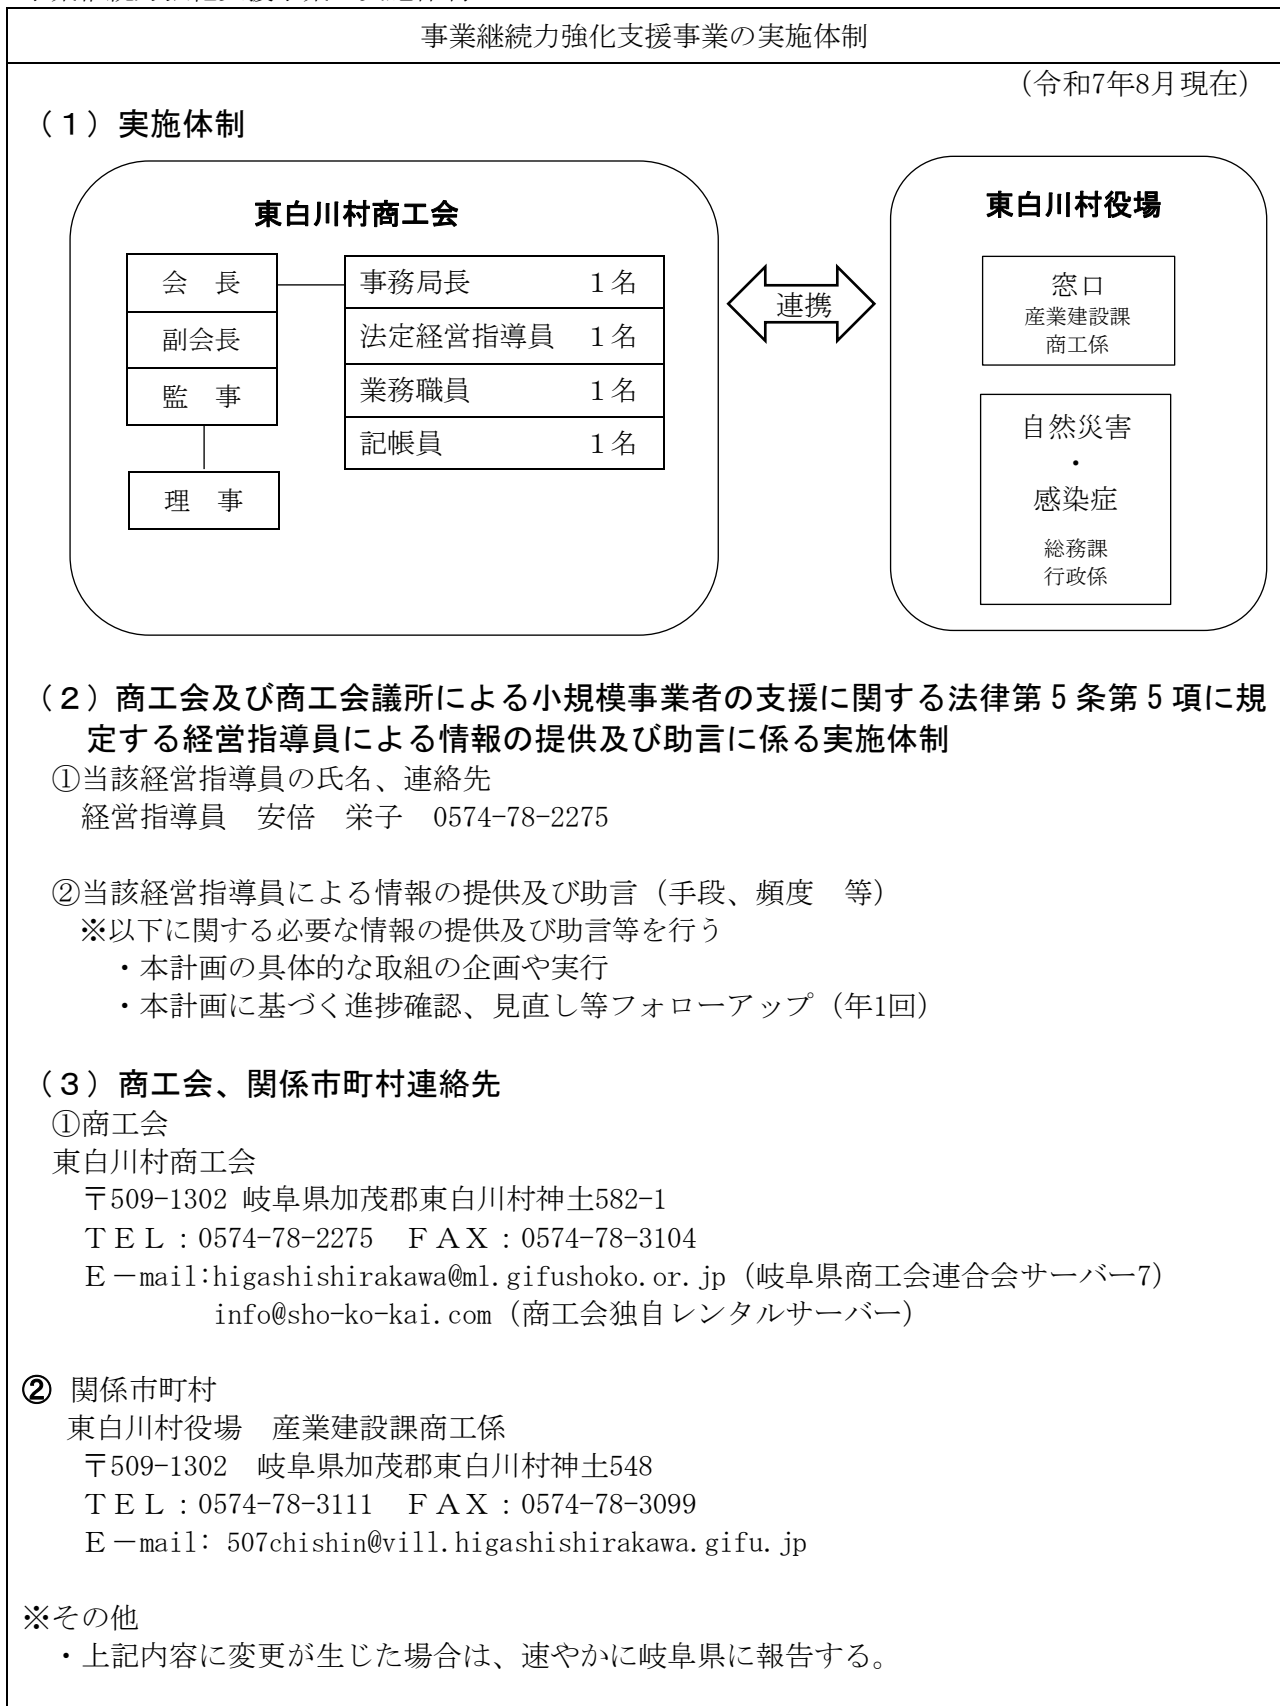 事業継続力強化支援事業の実施体制
（令和7年8月現在）
（１）実施体制
東白川村商工会
会　長
副会長
監　事
理　事
事務局長　１名
法定経営指導員　１名
業務職員　１名
記帳員　１名
連携
東白川村役場
窓口
産業建設課
商工係
自然災害
・
感染症
総務課
行政係
（２）商工会及び商工会議所による小規模事業者の支援に関する法律第５条第５項に規
定する経営指導員による情報の提供及び助言に係る実施体制
①当該経営指導員の氏名、連絡先
経営指導員　安倍　栄子　0574-78-2275
②当該経営指導員による情報の提供及び助言（手段、頻度　等）
※以下に関する必要な情報の提供及び助言等を行う
・本計画の具体的な取組の企画や実行
・本計画に基づく進捗確認、見直し等フォローアップ（年1回）
（３）商工会、関係市町村連絡先
①商工会
東白川村商工会
〒509-1302 岐阜県加茂郡東白川村神土582-1
ＴＥＬ：0574-78-2275　ＦＡＸ：0574-78-3104
Ｅ－mail:higashishirakawa@ml.gifushoko.or.jp（岐阜県商工会連合会サーバー7）
info@sho-ko-kai.com（商工会独自レンタルサーバー）
② 関係市町村
東白川村役場　産業建設課商工係
〒509-1302　岐阜県加茂郡東白川村神土548
ＴＥＬ：0574-78-3111　ＦＡＸ：0574-78-3099
Ｅ－mail: 507chishin@vill.higashishirakawa.gifu.jp
※その他
・上記内容に変更が生じた場合は、速やかに岐阜県に報告する。